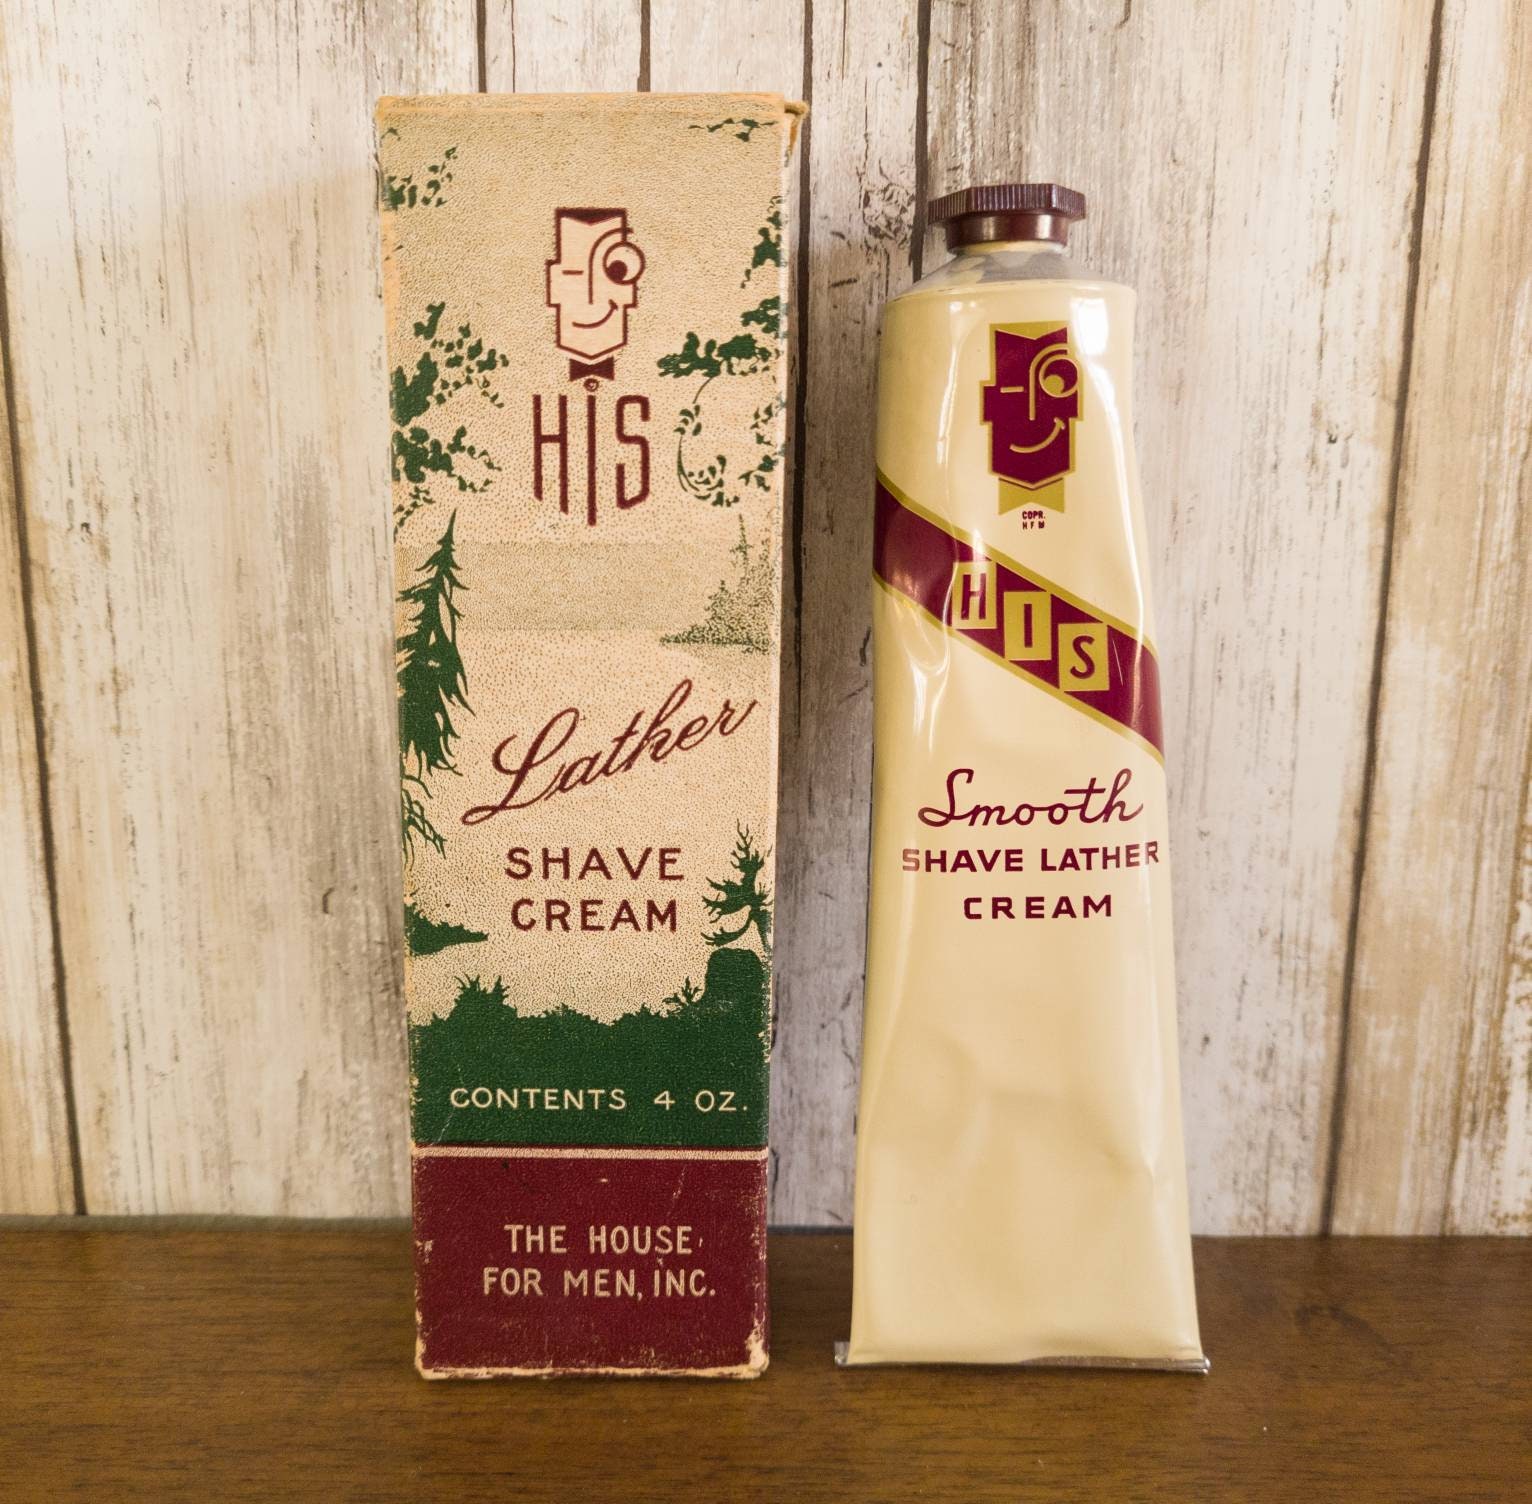 HIS
Lather
SHAVE
CREAM
CONTENTS 4 OZ.
THE HOUSE
FOR MEN, INC.
COPR.
H F M
HIS
Smooth
SHAVE LATHER
CREAM